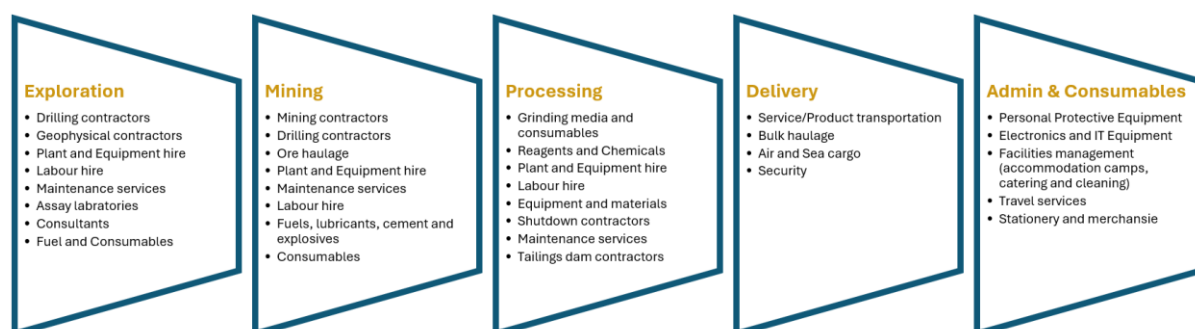 Exploration
• Drilling contractors
• Geophysical contractors
• Plant and Equipment hire
• Labour hire
• Maintenance services
• Assay labratories
• Consultants
• Fuel and Consumables
Mining
• Mining contractors
• Drilling contractors
• Ore haulage
• Plant and Equipment hire
• Maintenance services
• Labour hire
• Fuels, lubricants, cement and
explosives
• Consumables
Processing
• Grinding media and
consumables
• Reagents and Chemicals
• Plant and Equipment hire
• Labour hire
• Equipment and materials
• Shutdown contractors
• Maintenance services
• Tailings dam contractors
Delivery
• Service/Product transportation
• Bulk haulage
• Air and Sea cargo
• Security
Admin & Consumables
• Personal Protective Equipment
• Electronics and IT Equipment
• Facilities management
(accommodation camps,
catering and cleaning)
• Travel services
• Stationery and merchansie